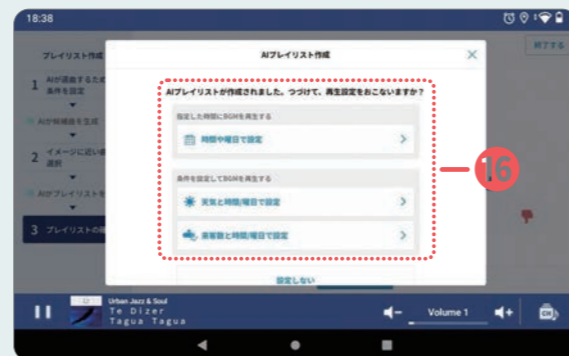 18:38
プレイリスト作成
AIプレイリスト作成
終了する
1 AIが選曲するため
条件を設定
AIが候補曲を生成
2 イメージに近い曲
選択
AIがプレイリストを
3 プレイリストの確
AIプレイリストが作成されました。つづけて、再生設定をおこないますか？
指定した時間にBGMを再生する
時間や曜日で設定
条件を設定してBGMを再生する
天気と時間/曜日で設定
来客数と時間/曜日で設定
設定しない
16
Urban Jazz & Soul
Te Dizer
Tagua Tagua
Volume 1
CH